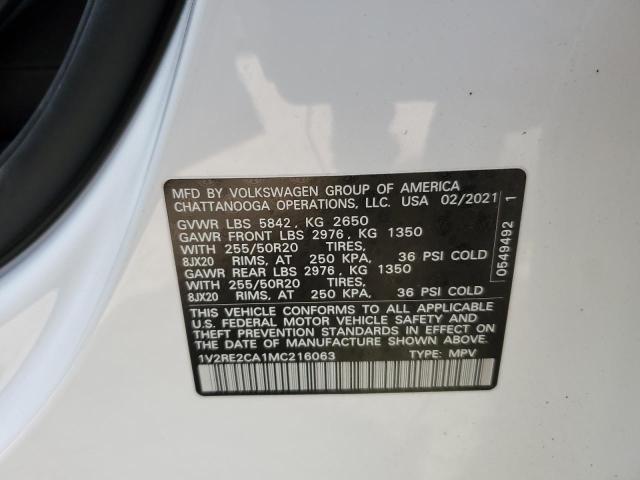 MFD BY VOLKSWAGEN GROUP OF AMERICA
CHATTANOOGA OPERATIONS, LLC. USA 02/2021
GVWR LBS 5842, KG 2650
GAWR FRONT LBS 2976, KG 1350
WITH 255/50R20 TIRES,
8JX20 RIMS, AT 250 KPA, 36 PSI COLD
GAWR REAR LBS 2976, KG 1350
WITH 255/50R20 TIRES,
8JX20 RIMS, AT 250 KPA, 36 PSI COLD
THIS VEHICLE CONFORMS TO ALL APPLICABLE
U.S. FEDERAL MOTOR VEHICLE SAFETY AND
THEFT PREVENTION STANDARDS IN EFFECT ON
THE DATE OF MANUFACTURE SHOWN ABOVE.
1V2RE2CA1MC216063 TYPE: MPV
0549492 1